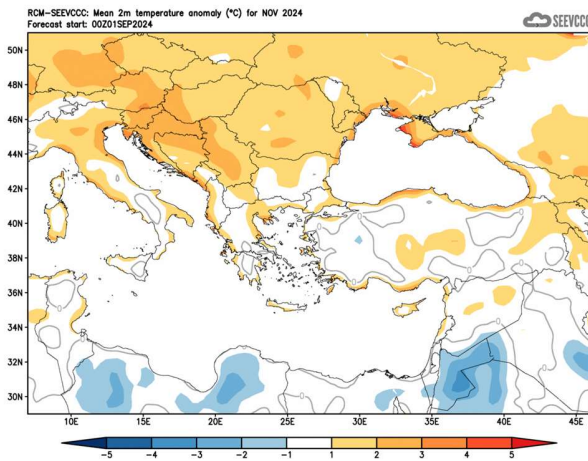 RCM-SEEVCCC: Mean 2m temperature anomaly (°C) for NOV 2024
Forecast start: 00Z01SEP2024
SEEVCCC
50N
48N
46N
44N
42N
40N
38N
36N
34N
32N
30N
10E 15E 20E 25E 30E 35E 40E 45E
-5 -4 -3 -2 -1 1 2 3 4 5